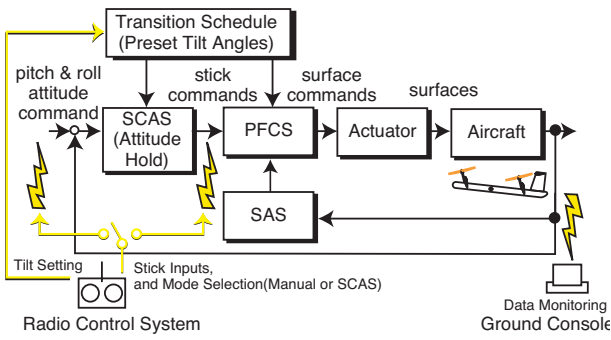 Transition Schedule
(Preset Tilt Angles)
pitch & roll
attitude
command
stick
commands
surface
commands
surfaces
SCAS
(Attitude
Hold)
PFCS
Actuator
Aircraft
SAS
Tilt Setting
Stick Inputs,
and Mode Selection(Manual or SCAS)
Radio Control System
Data Monitoring
Ground Console